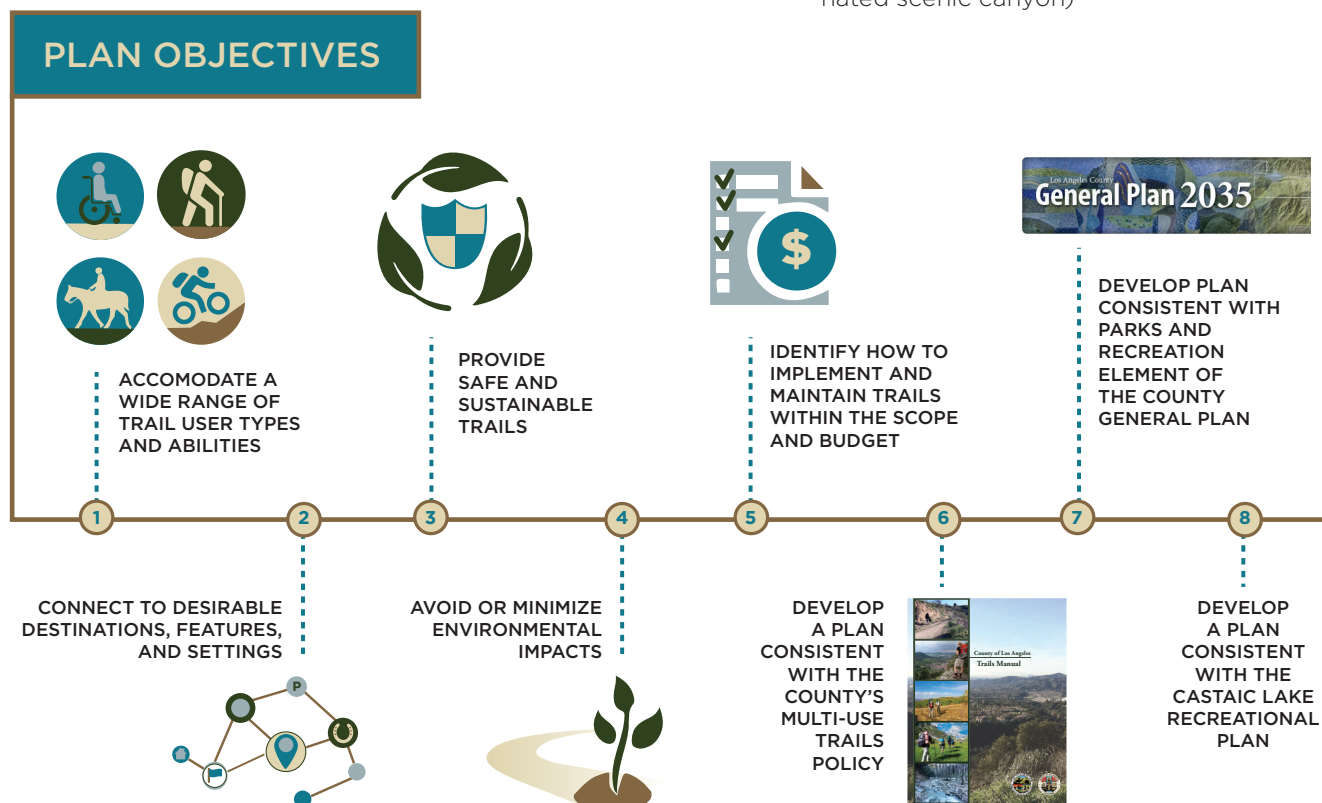 nated scenic canyon)
PLAN OBJECTIVES
Los Angeles County
General Plan 2035
$
ACCOMODATE A
WIDE RANGE OF
TRAIL USER TYPES
AND ABILITIES
PROVIDE
SAFE AND
SUSTAINABLE
TRAILS
IDENTIFY HOW TO
IMPLEMENT AND
MAINTAIN TRAILS
WITHIN THE SCOPE
AND BUDGET
DEVELOP PLAN
CONSISTENT WITH
PARKS AND
RECREATION
ELEMENT OF
THE COUNTY
GENERAL PLAN
1
2
3
4
5
6
7
8
CONNECT TO DESIRABLE
DESTINATIONS, FEATURES,
AND SETTINGS
P
AVOID OR MINIMIZE
ENVIRONMENTAL
IMPACTS
DEVELOP
A PLAN
CONSISTENT
WITH THE
COUNTY'S
MULTI-USE
TRAILS
POLICY
County of Los Angeles
Trails Manual
DEVELOP
A PLAN
CONSISTENT
WITH THE
CASTAIC LAKE
RECREATIONAL
PLAN